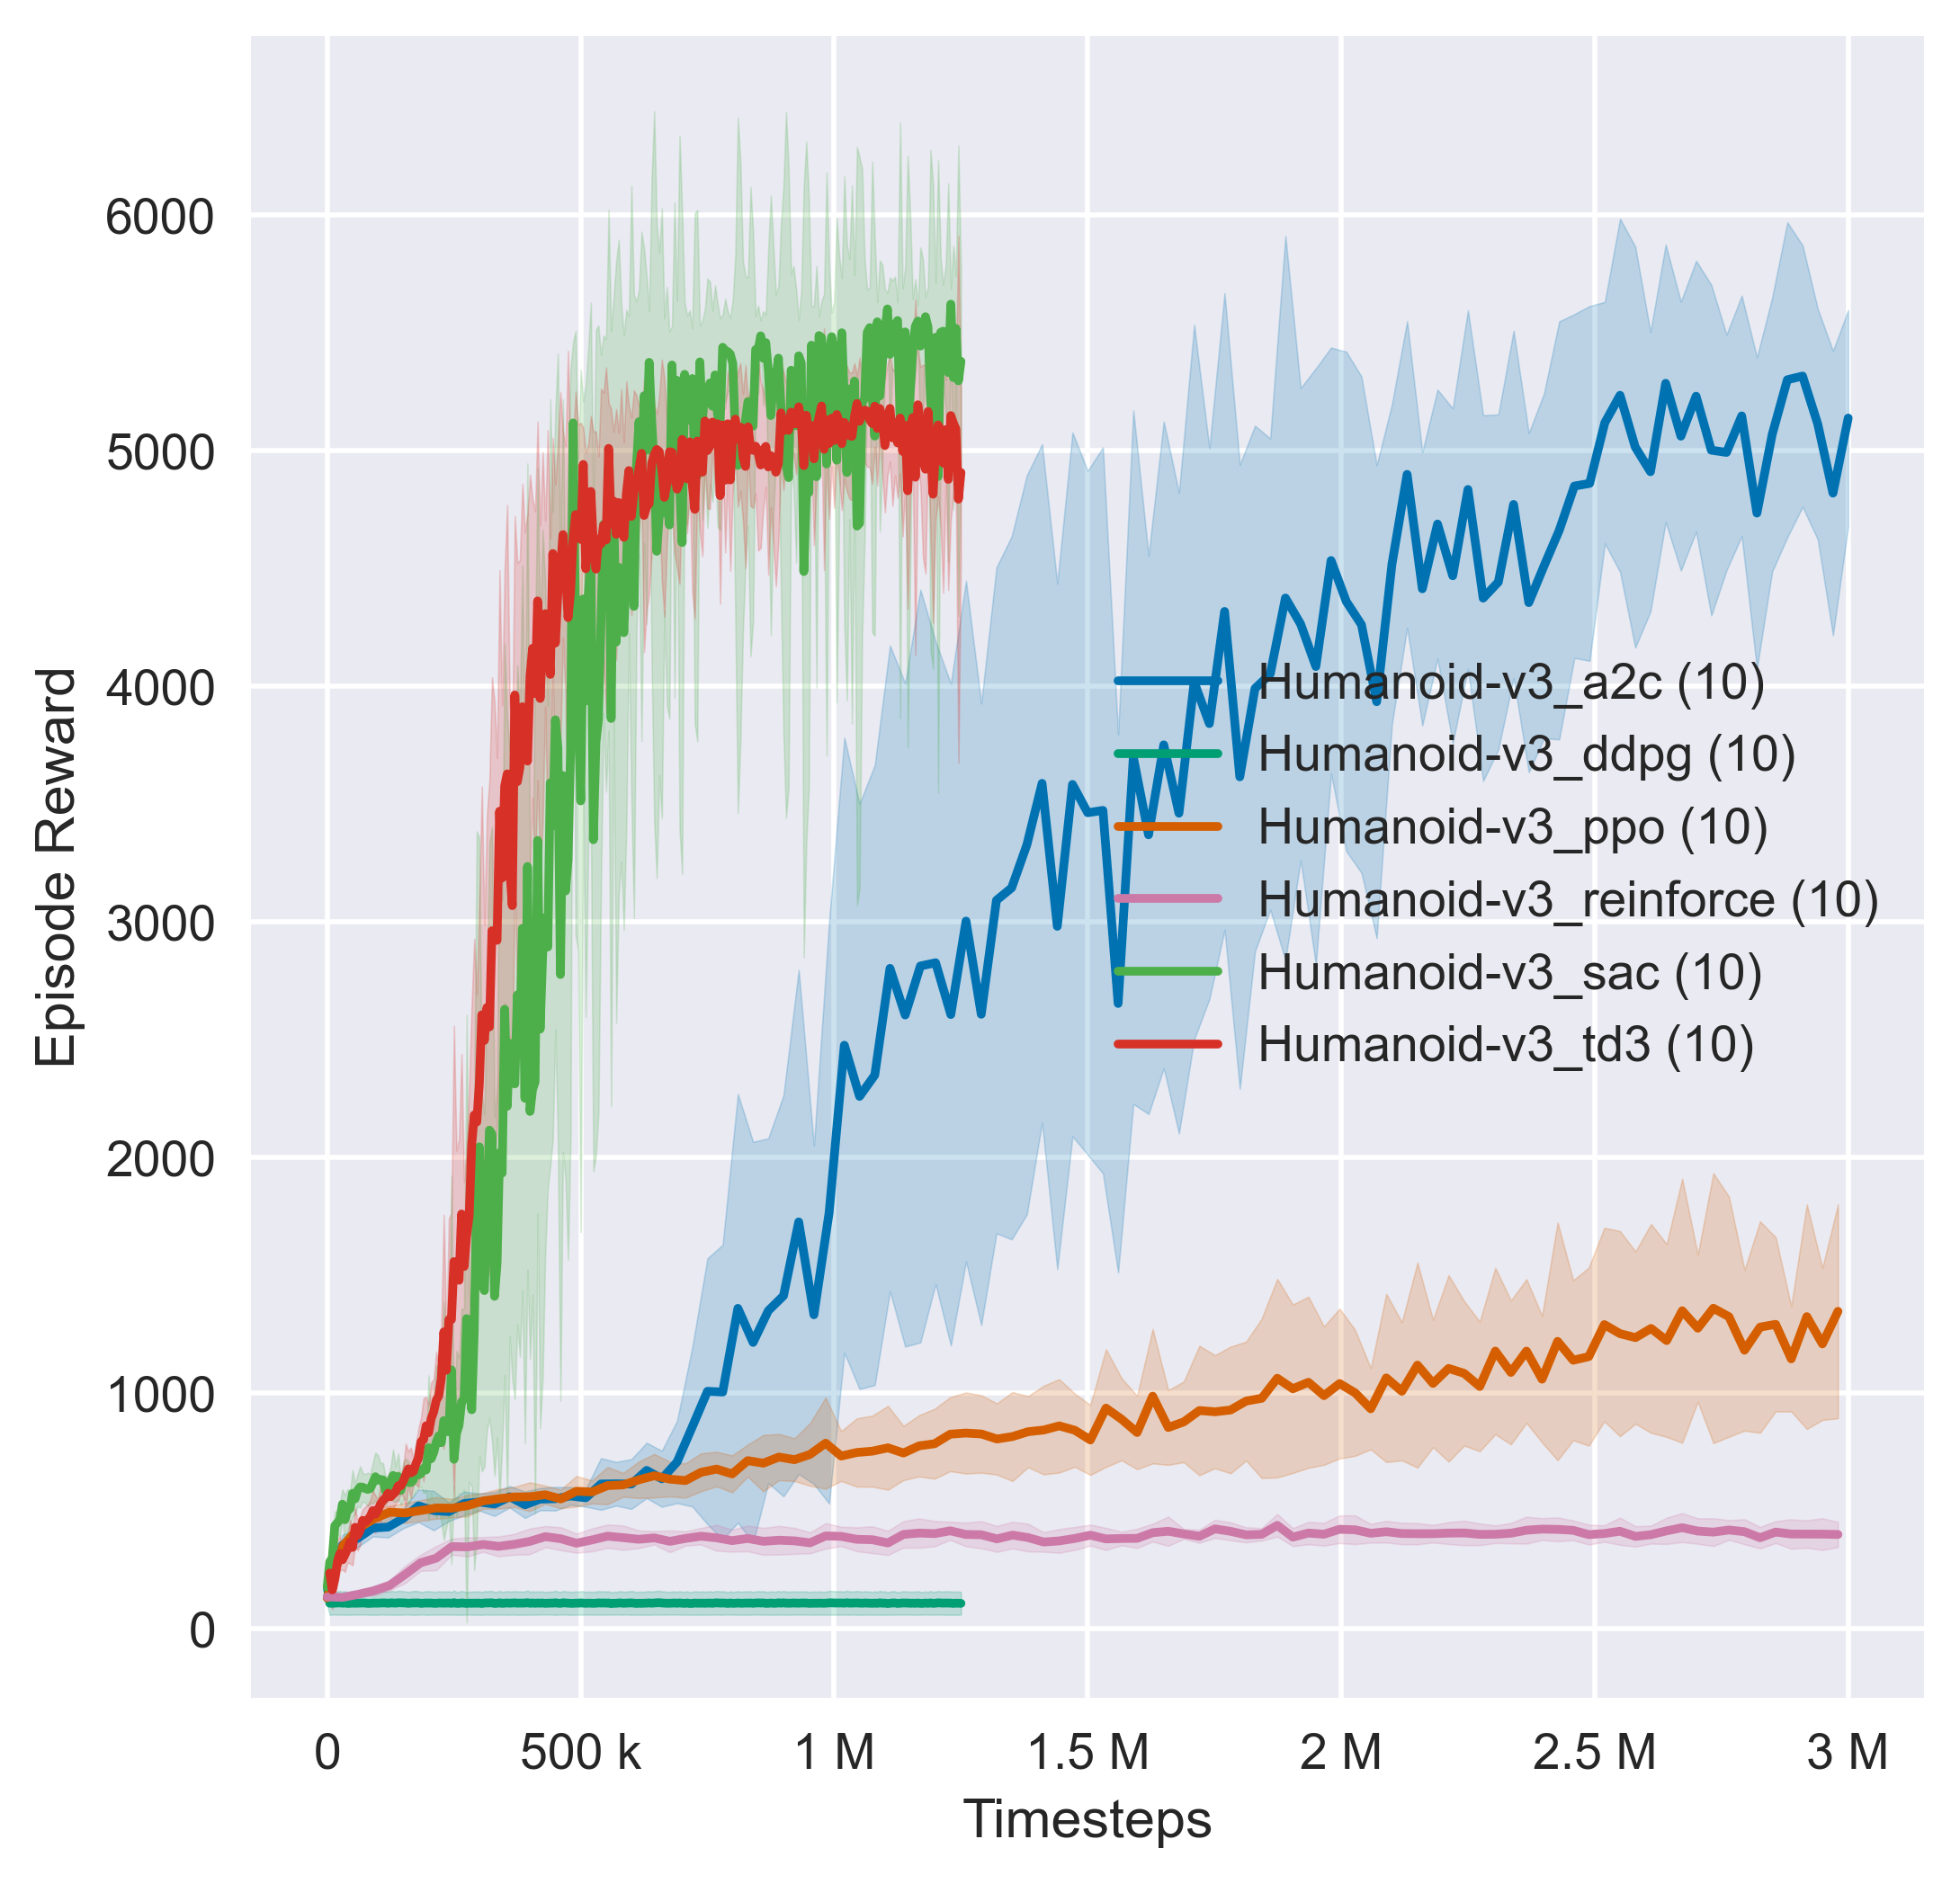 6000
5000
4000
3000
2000
1000
0
Episode Reward
Humanoid-v3_a2c (10)
Humanoid-v3_ddpg (10)
Humanoid-v3_ppo (10)
Humanoid-v3_reinforce (10)
Humanoid-v3_sac (10)
Humanoid-v3_td3 (10)
0 500 k 1 M 1.5 M 2 M 2.5 M 3 M
Timesteps